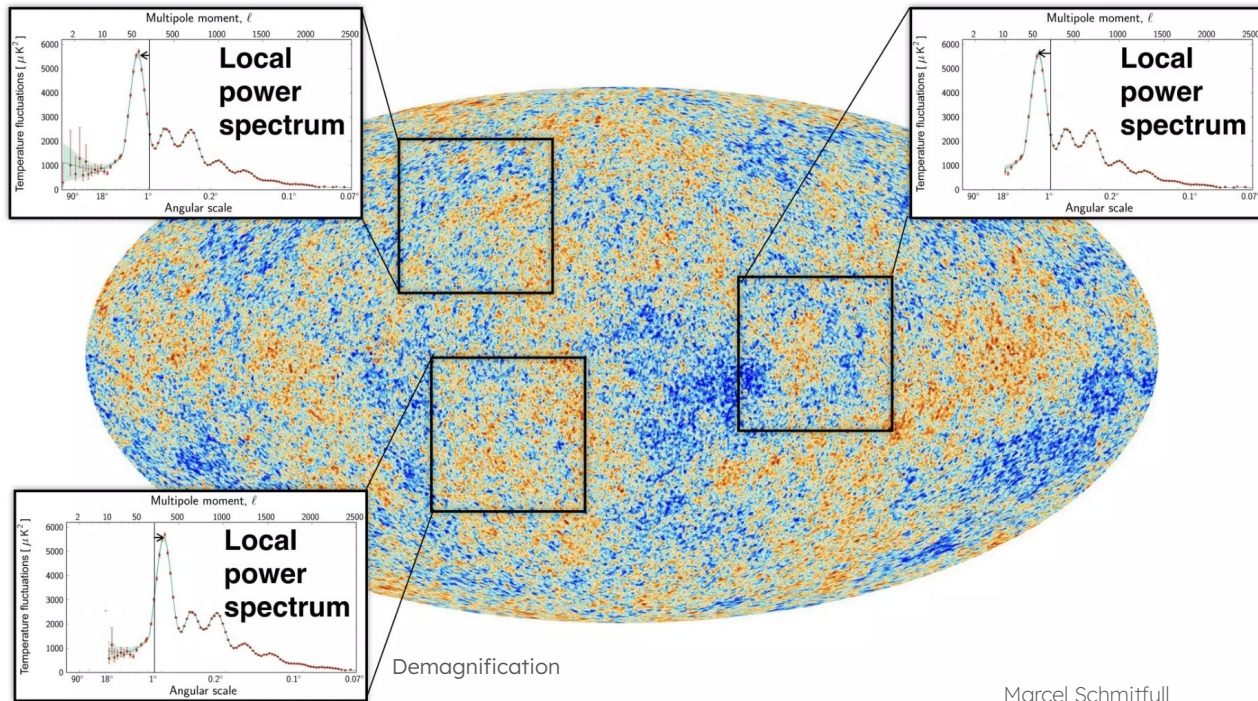 Multipole moment, ℓ
2 10 50 500 1000 1500 2000 2500
Temperature fluctuations [ μ K² ]
6000
5000
4000
3000
2000
1000
0
Local
power
spectrum
90° 18° 1° 0.2° 0.1° 0.07°
Angular scale
Multipole moment, ℓ
2 10 50 500 1000 1500 2000 2500
Temperature fluctuations [ μ K² ]
6000
5000
4000
3000
2000
1000
0
Local
power
spectrum
90° 18° 1° 0.2° 0.1° 0.07°
Angular scale
Multipole moment, ℓ
2 10 50 500 1000 1500 2000 2500
Temperature fluctuations [ μ K² ]
6000
5000
4000
3000
2000
1000
0
Local
power
spectrum
90° 18° 1° 0.2° 0.1° 0.07°
Angular scale
Demagnification
Marcel Schmitfull